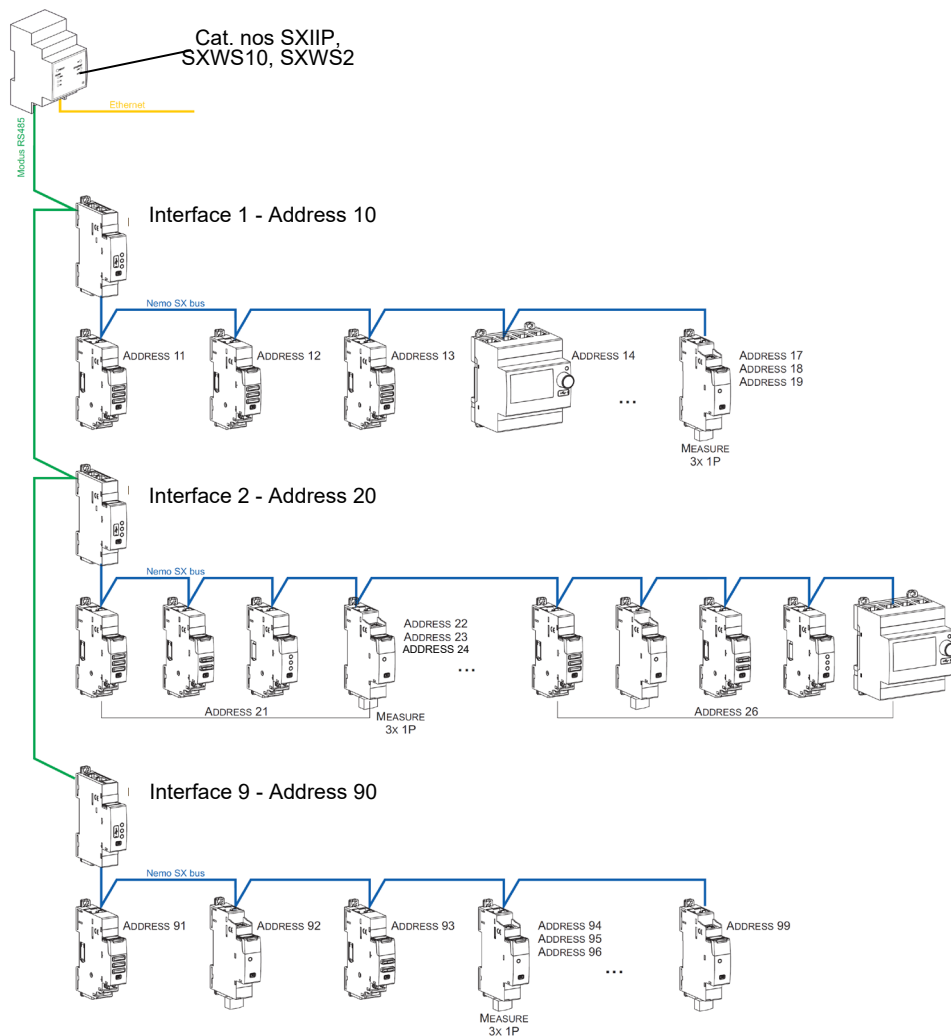 Cat. nos SXIIP,
SXWS10, SXWS2
Ethernet
Modus RS485
Interface 1 - Address 10
Nemo SX bus
ADDRESS 11
ADDRESS 12
ADDRESS 13
ADDRESS 14
...
ADDRESS 17
ADDRESS 18
ADDRESS 19
MEASURE
3X 1P
Interface 2 - Address 20
Nemo SX bus
ADDRESS 22
ADDRESS 23
ADDRESS 24
...
ADDRESS 21
MEASURE
3X 1P
ADDRESS 26
Interface 9 - Address 90
Nemo SX bus
ADDRESS 91
ADDRESS 92
ADDRESS 93
ADDRESS 94
ADDRESS 95
ADDRESS 96
...
ADDRESS 99
MEASURE
3X 1P